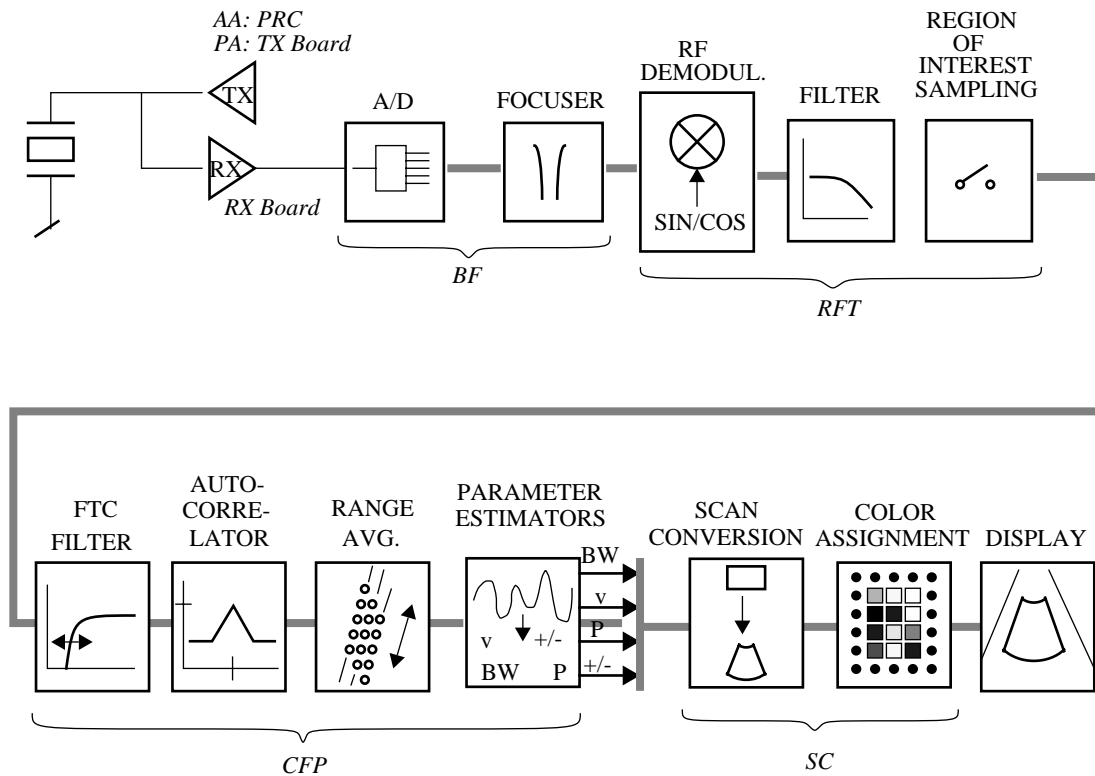 AA: PRC
PA: TX Board
TX
RX
RX Board
A/D
FOCUSER
BF
RF
DEMODUL.
SIN/COS
FILTER
REGION
OF
INTEREST
SAMPLING
RFT
FTC
FILTER
AUTO-
CORRE-
LATOR
RANGE
AVG.
PARAMETER
ESTIMATORS
BW
v
P
+/-
v +/-
BW P
CFP
SCAN
CONVERSION
COLOR
ASSIGNMENT
SC
DISPLAY